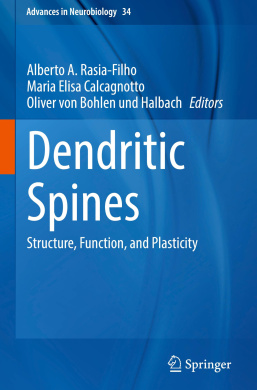 Advances in Neurobiology 34
Alberto A. Rasia-Filho
Maria Elisa Calcagnotto
Oliver von Bohlen und Halbach Editors
Dendritic
Spines
Structure, Function, and Plasticity
Springer